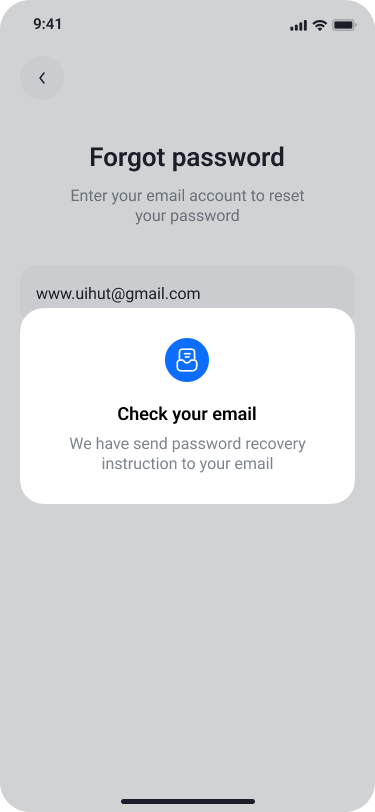 9:41
Forgot password
Enter your email account to reset
your password
www.uihut@gmail.com
Check your email
We have send password recovery
instruction to your email